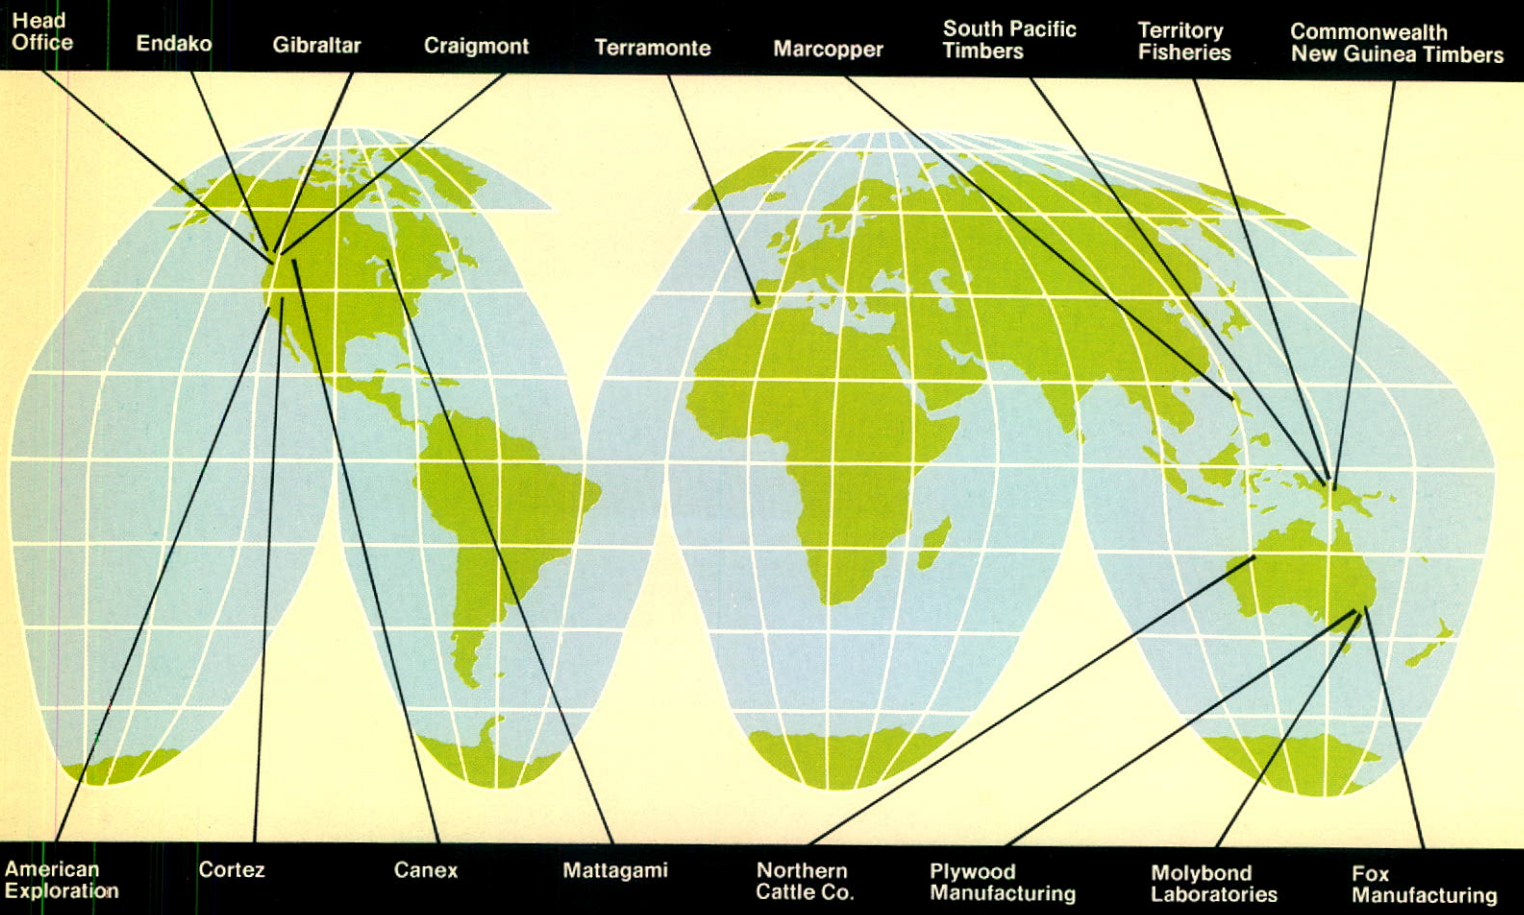 Head
Office
Endako
Gibraltar
Craigmont
Terramonte
Marcopper
South Pacific
Timbers
Territory
Fisheries
Commonwealth
New Guinea Timbers
American
Exploration
Cortez
Canex
Mattagami
Northern
Cattle Co.
Plywood
Manufacturing
Molybond
Laboratories
Fox
Manufacturing